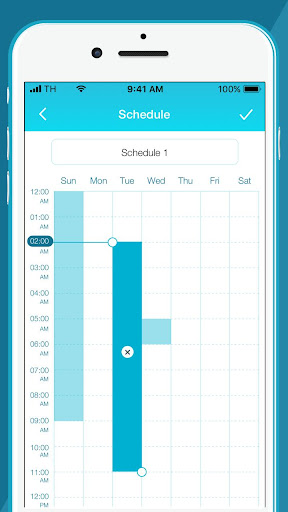 TH 9:41 AM 100%
Schedule
Schedule 1
Sun Mon Tue Wed Thu Fri Sat
12:00
AM
01:00
AM
02:00
AM
03:00
AM
04:00
AM
05:00
AM
06:00
AM
07:00
AM
08:00
AM
09:00
AM
10:00
AM
11:00
AM
12:00
PM